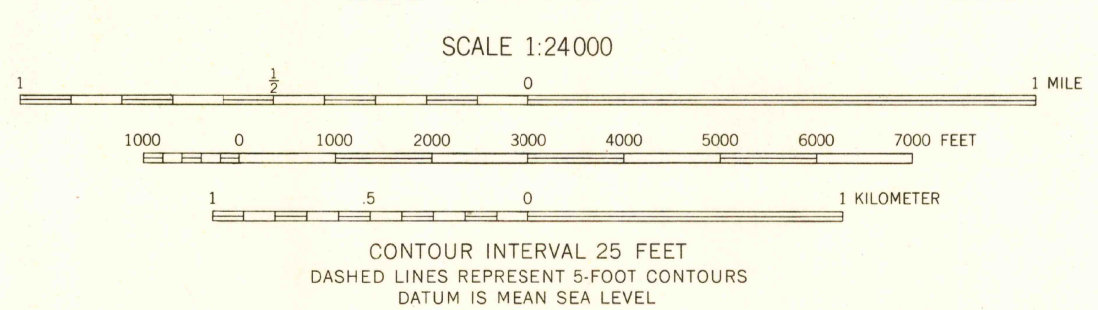 SCALE 1:24000
1 1/2 0 1 MILE
1000 0 1000 2000 3000 4000 5000 6000 7000 FEET
1 .5 0 1 KILOMETER
CONTOUR INTERVAL 25 FEET
DASHED LINES REPRESENT 5-FOOT CONTOURS
DATUM IS MEAN SEA LEVEL